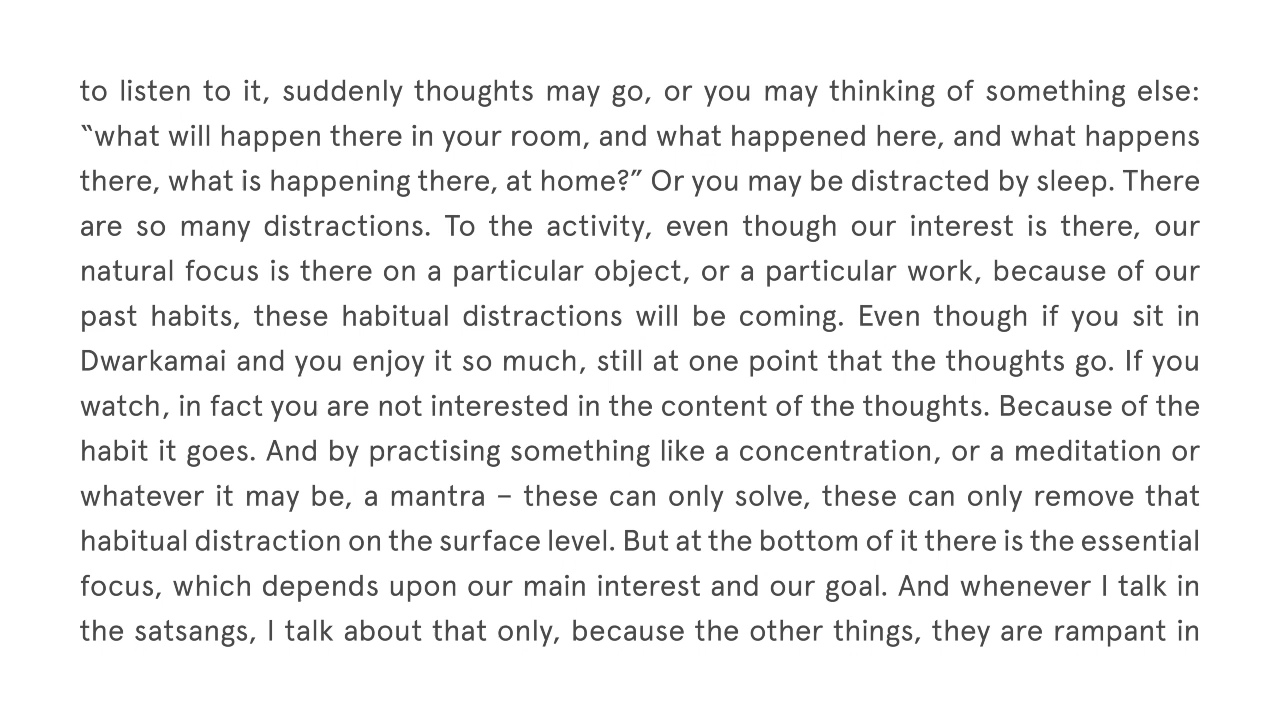 to listen to it, suddenly thoughts may go, or you may thinking of something else:
“what will happen there in your room, and what happened here, and what happens
there, what is happening there, at home?” Or you may be distracted by sleep. There
are so many distractions. To the activity, even though our interest is there, our
natural focus is there on a particular object, or a particular work, because of our
past habits, these habitual distractions will be coming. Even though if you sit in
Dwarkamai and you enjoy it so much, still at one point that the thoughts go. If you
watch, in fact you are not interested in the content of the thoughts. Because of the
habit it goes. And by practising something like a concentration, or a meditation or
whatever it may be, a mantra – these can only solve, these can only remove that
habitual distraction on the surface level. But at the bottom of it there is the essential
focus, which depends upon our main interest and our goal. And whenever I talk in
the satsangs, I talk about that only, because the other things, they are rampant in